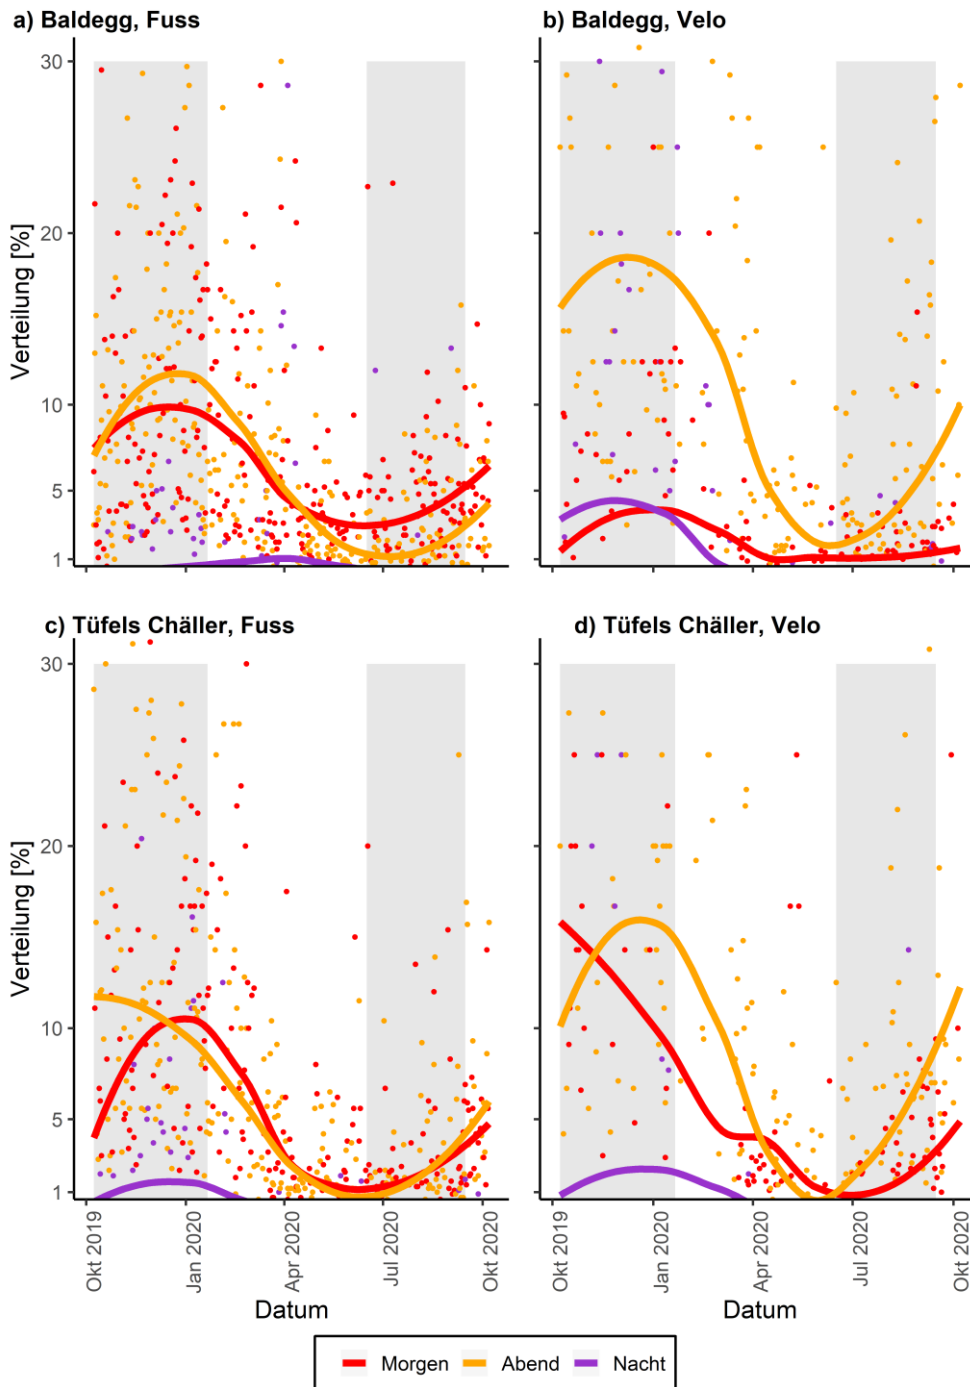 a) Baldegg, Fuss
b) Baldegg, Velo
30
20
10
5
1
Verteilung [%]
c) Tüfels Chäller, Fuss
d) Tüfels Chäller, Velo
30
20
10
5
1
Verteilung [%]
Okt 2019
Jan 2020
Apr 2020
Jul 2020
Okt 2020
Okt 2019
Jan 2020
Apr 2020
Jul 2020
Okt 2020
Datum
Datum
Morgen
Abend
Nacht